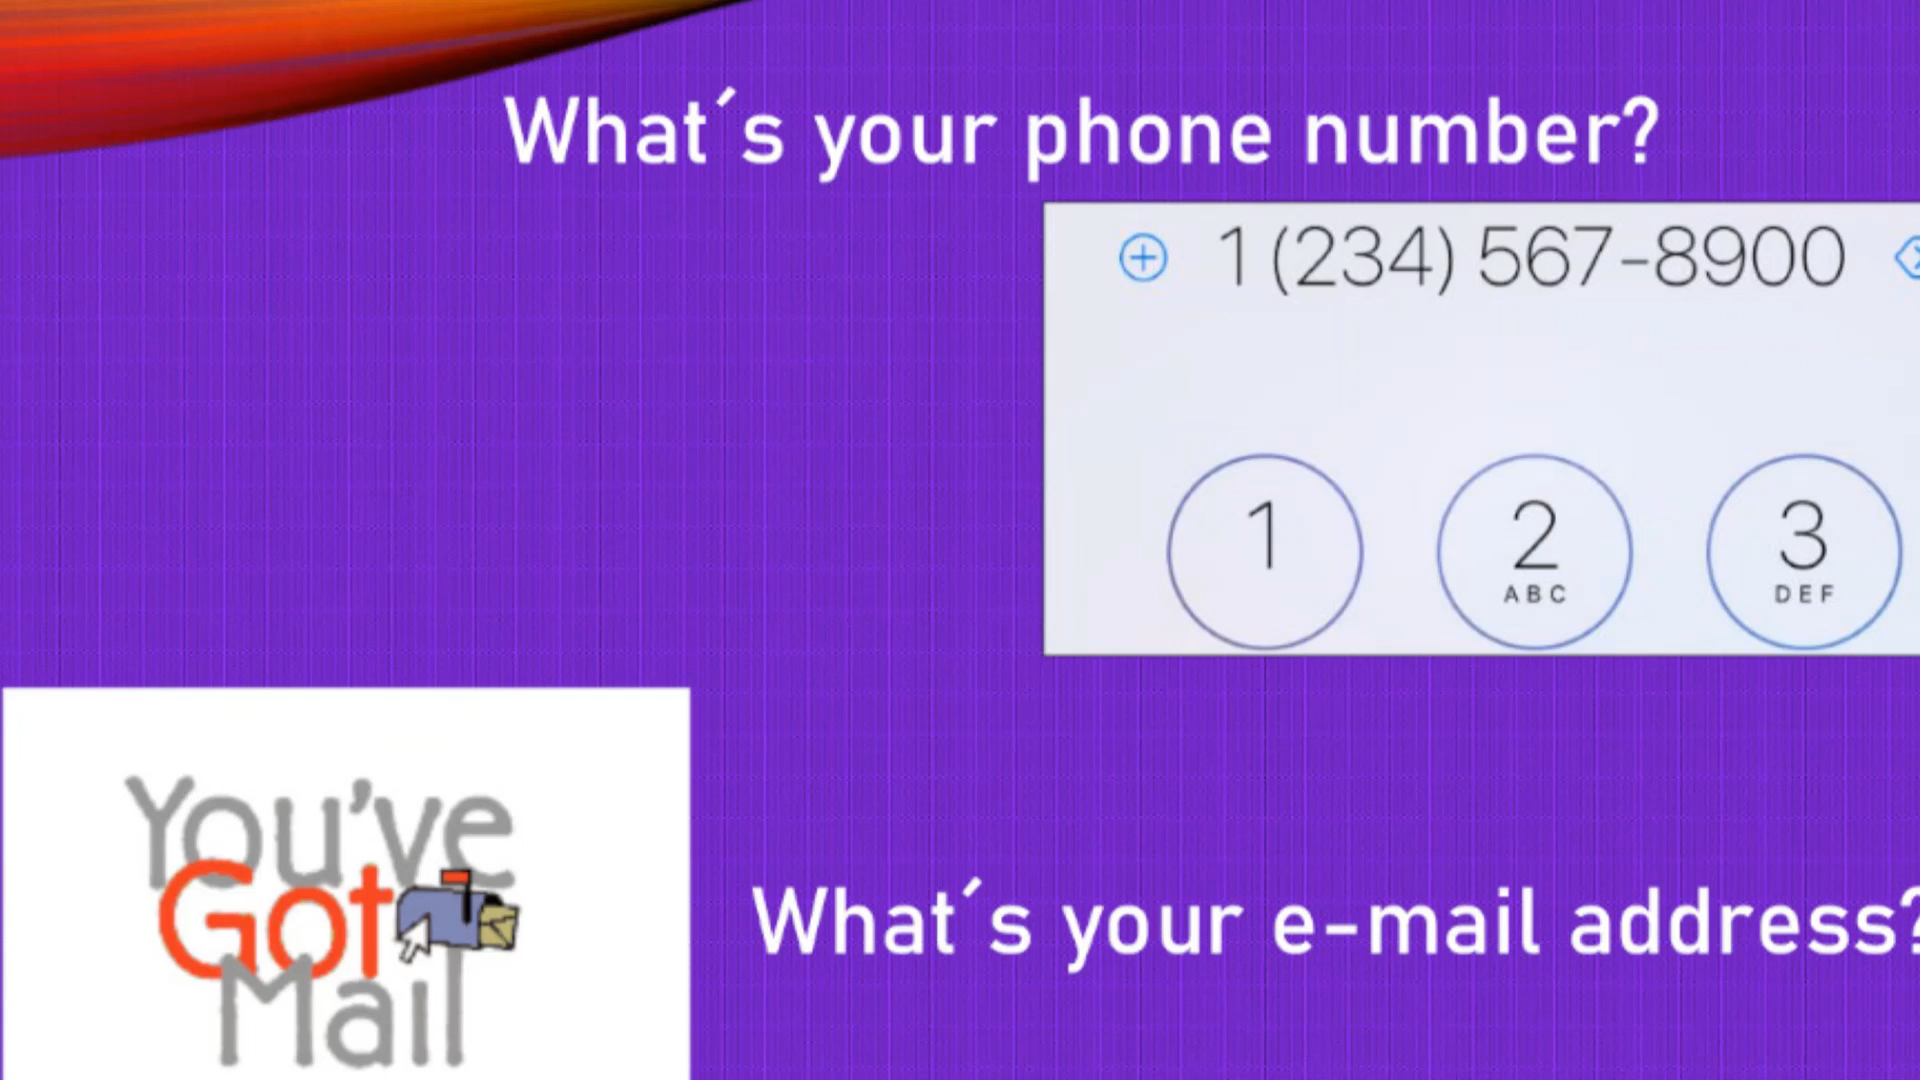 What´s your phone number?
1 (234) 567-8900
1 2 3
ABC DEF
You've
Got
Mail
What´s your e-mail address?